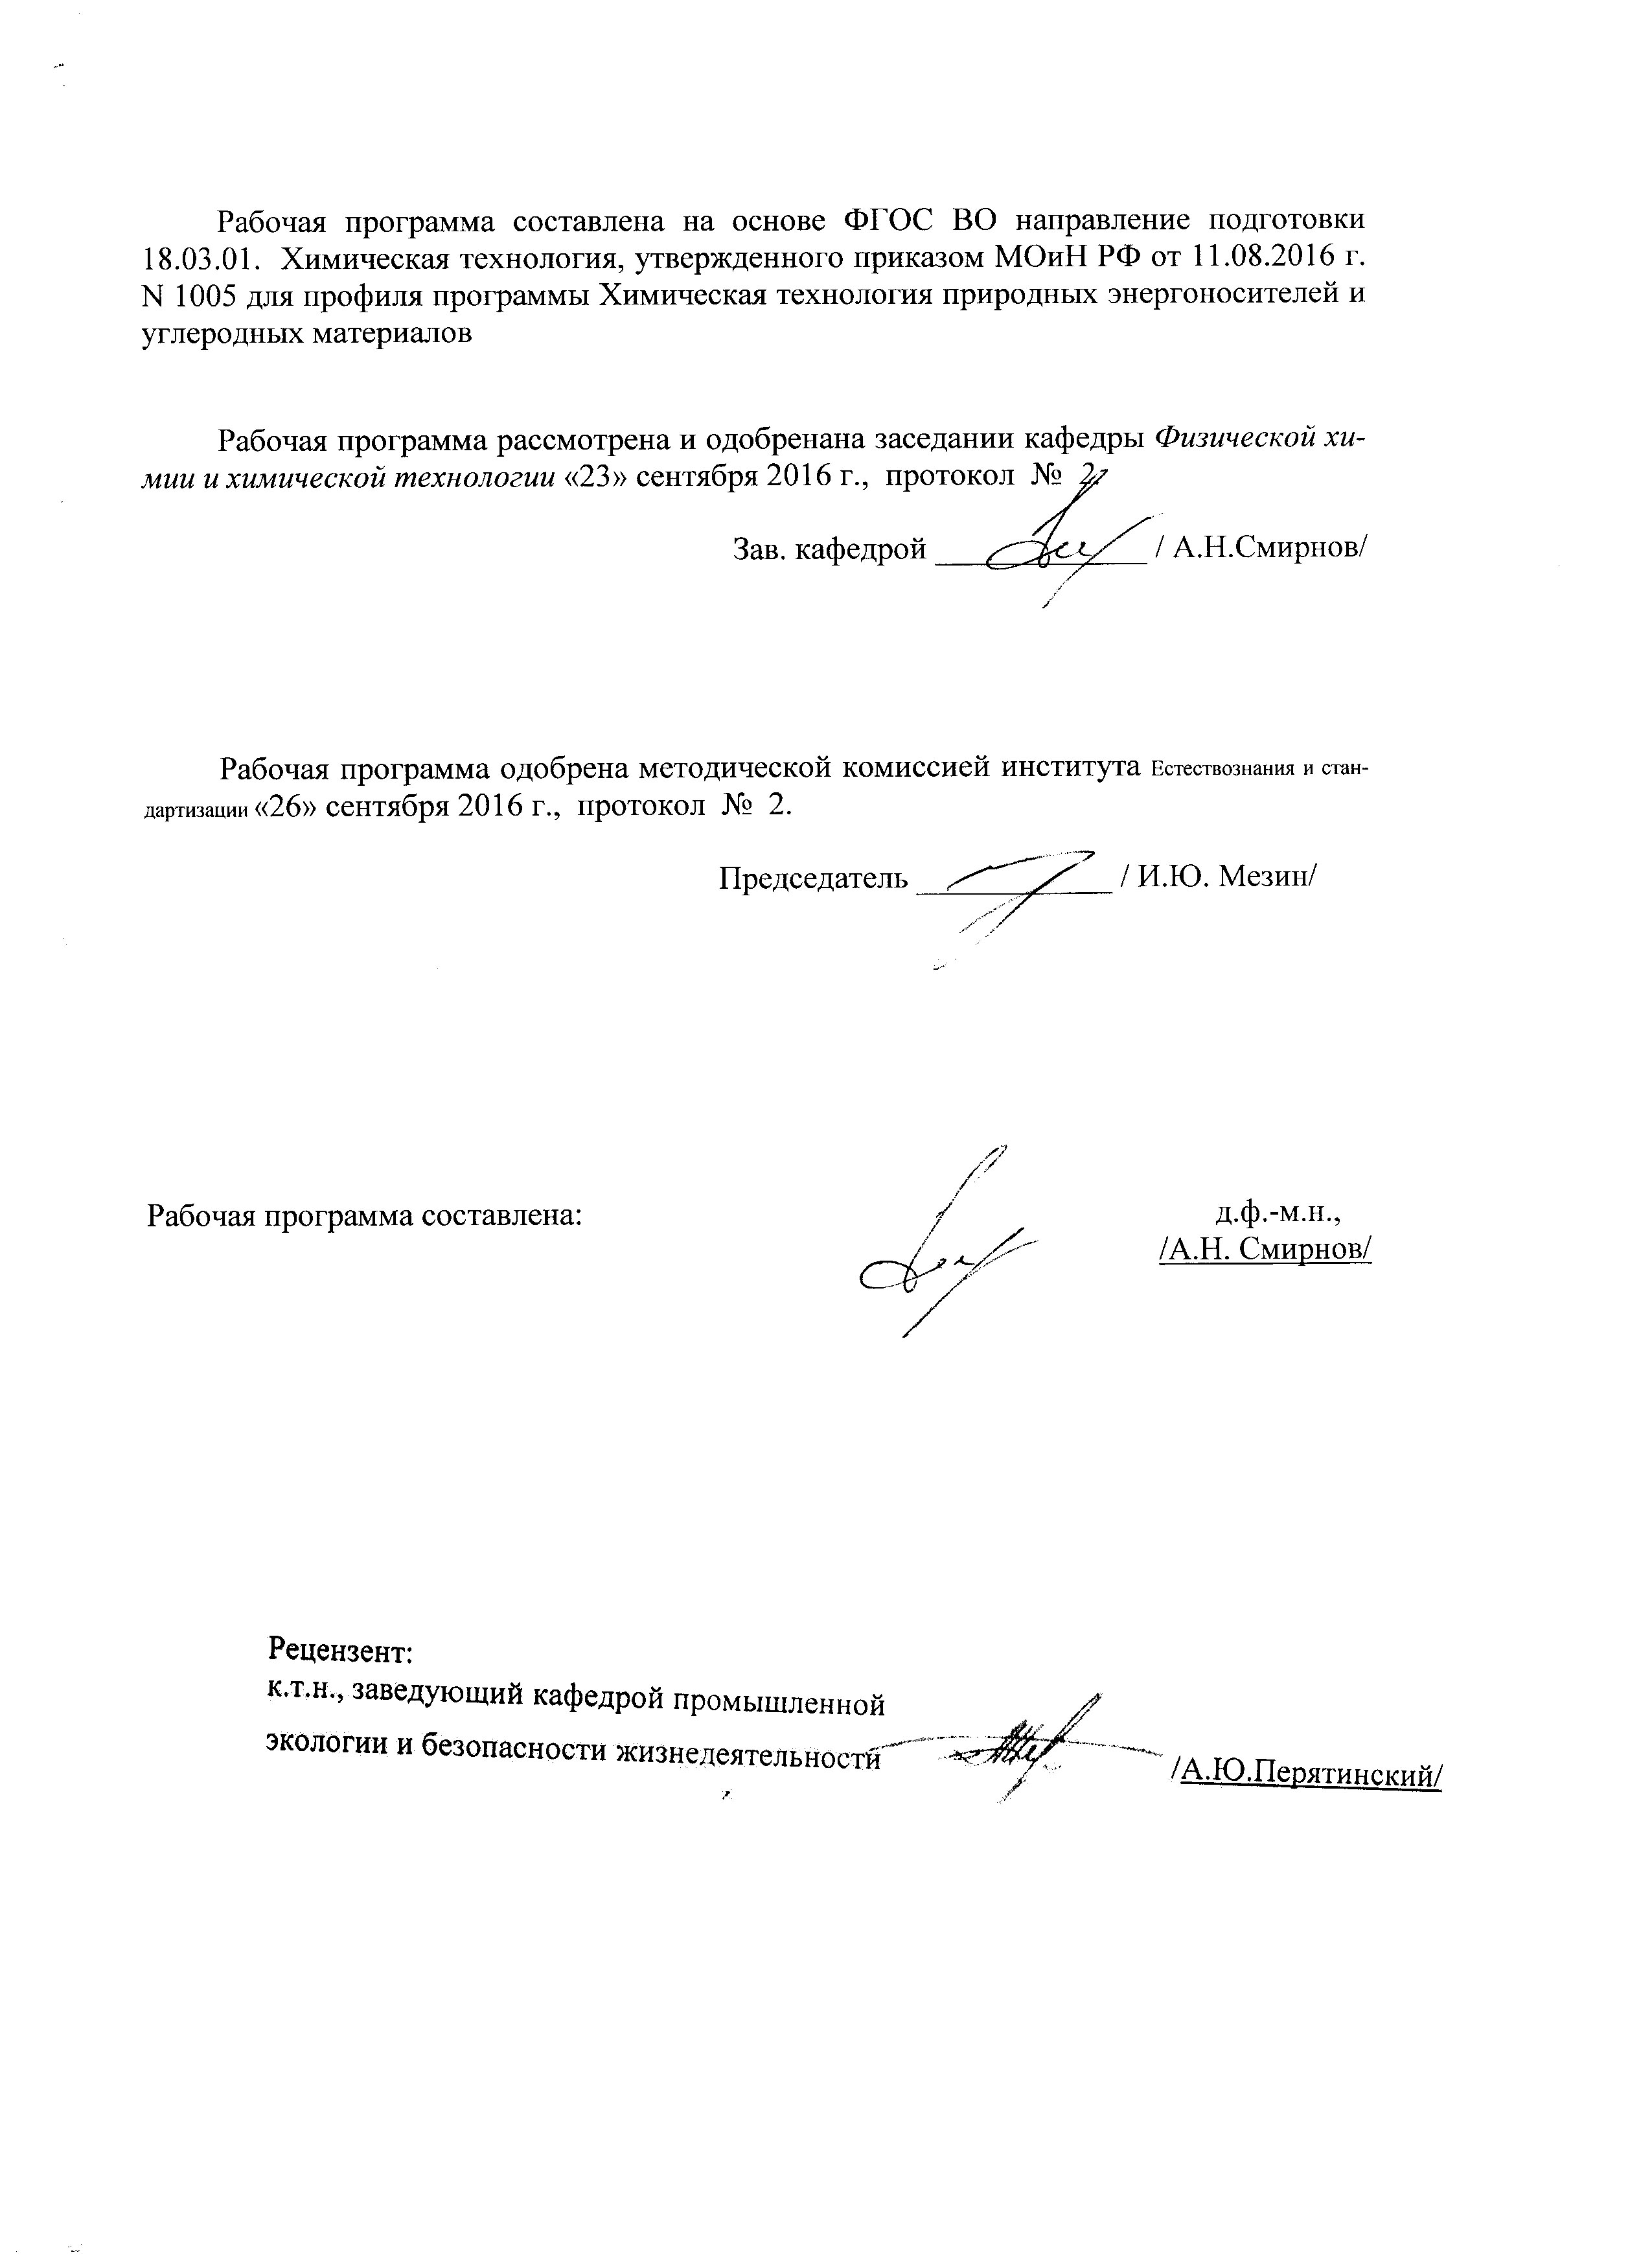 Рабочая программа составлена на основе ФГОС ВО направление подготовки
18.03.01. Химическая технология, утвержденного приказом МОиН РФ от 11.08.2016 г.
N 1005 для профиля программы Химическая технология природных энергоносителей и
углеродных материалов
Рабочая программа рассмотрена и одобренана заседании кафедры Физической хи-
мии и химической технологии «23» сентября 2016 г., протокол № 2.
Зав. кафедрой ______________ / А.Н.Смирнов/
Рабочая программа одобрена методической комиссией института Естествознания и стан-
дартизации «26» сентября 2016 г., протокол № 2.
Председатель _____________ / И.Ю. Мезин/
Рабочая программа составлена:
д.ф.-м.н.,
/А.Н. Смирнов/
Рецензент:
к.т.н., заведующий кафедрой промышленной
экологии и безопасности жизнедеятельности
/А.Ю.Перятинский/